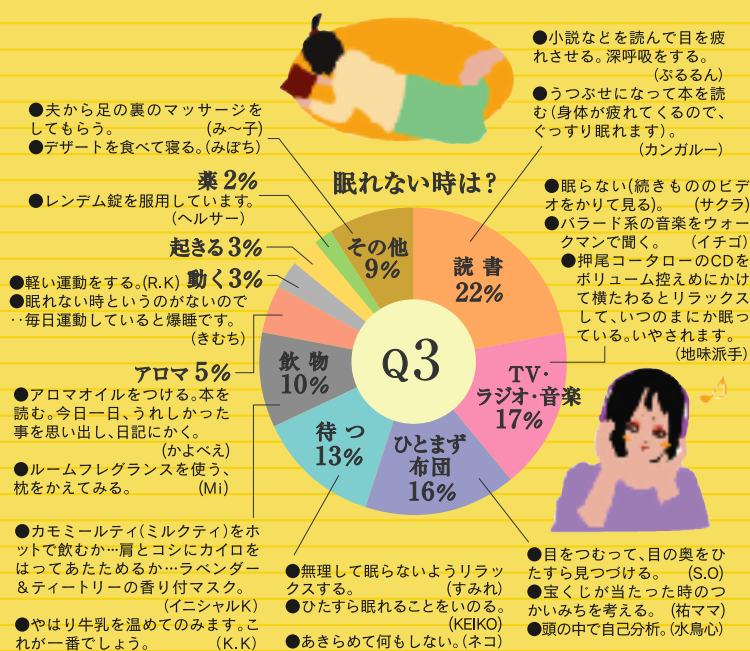 眠れない時は?
Q3
読書
22%
TV・
ラジオ・音楽
17%
ひとまず
布団
16%
待つ
13%
飲物
10%
アロマ5%
動く3%
起きる3%
薬2%
その他
9%
●小説などを読んで目を疲
れさせる。深呼吸をする。
(ぷるるん)
●うつぶせになって本を読
む(身体が疲れてくるので、
ぐっすり眠れます)。
(カンガルー)
●眠らない(続きもののビデ
オをかりて見る)。 (サクラ)
●バラード系の音楽をウォー
クマンで聞く。 (イチゴ)
●押尾コータローのCDを
ボリューム控えめにかけ
て横たわるとリラックス
して、いつのまにか眠っ
ている。いやされます。
(地味派手)
●目をつむって、目の奥をひ
たすら見つづける。 (S.O)
●宝くじが当たった時のつ
かいみちを考える。 (祐ママ)
●頭の中で自己分析。(水鳥心)
●無理して眠らないようリラッ
クスする。 (すみれ)
●ひたすら眠れることをいのる。
(KEIKO)
●あきらめて何もしない。(ネコ)
●カモミールティ(ミルクティ)をホ
ットで飲むか…肩とコシにカイロを
はってあたためるか…ラベンダー
&ティートリーの香り付マスク。
(イニシャルK)
●やはり牛乳を温めてのみます。こ
れが一番でしょう。 (K.K)
●アロマオイルをつける。本を
読む。今日一日、うれしかった
事を思い出し、日記にかく。
(かよべえ)
●ルームフレグランスを使う、
枕をかえてみる。 (Mi)
●軽い運動をする。(R.K)
●眠れない時というのがないので
‥毎日運動していると爆睡です。
(きむち)
●レンデム錠を服用しています。
(ヘルサー)
●夫から足の裏のマッサージを
してもらう。 (み〜子)
●デザートを食べて寝る。(みぽち)